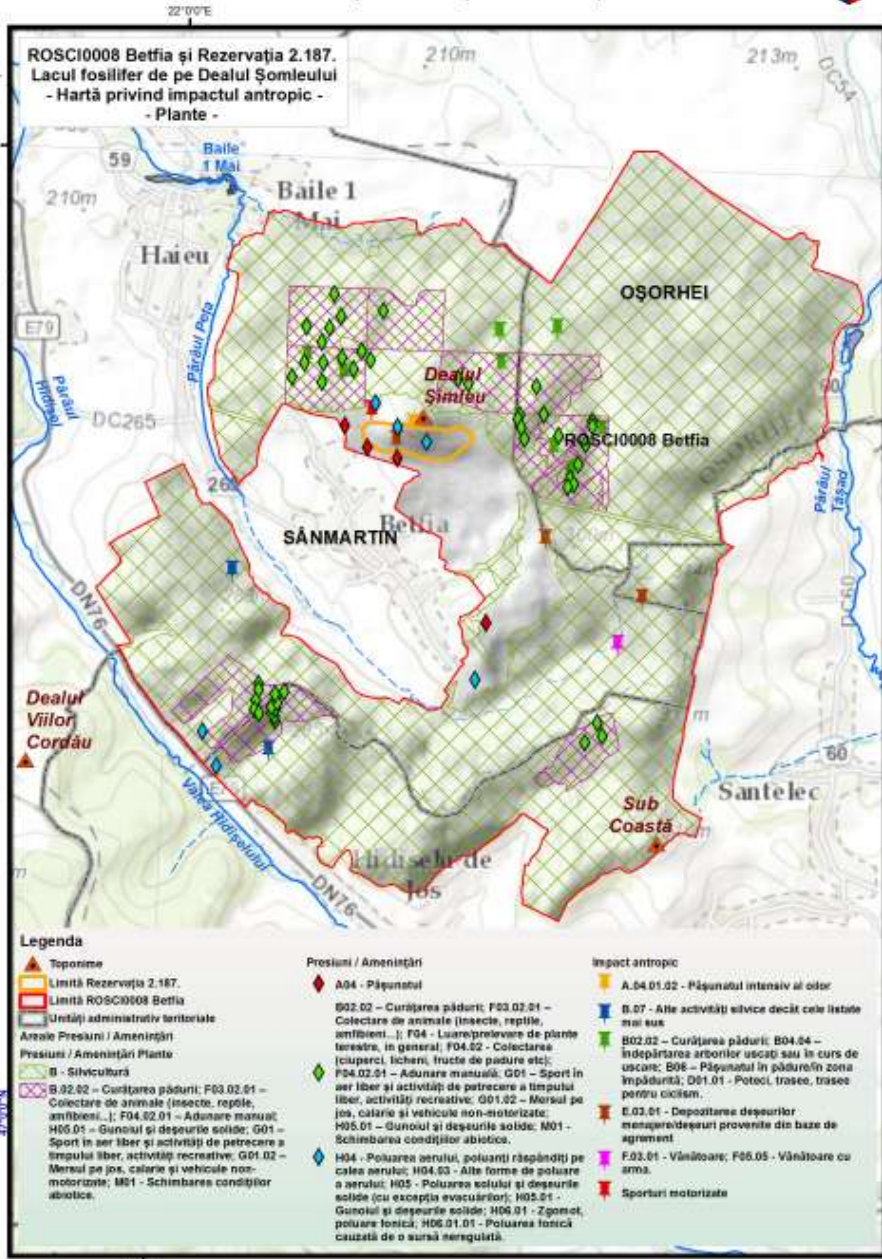 22°0'0"E
ROSCI0008 Betfia și Rezervația 2.187.
Lacul fosilifer de pe Dealul Șomleului
- Hartă privind impactul antropic -
- Plante -
210m
213m
DC54
59
Baile
1 Mai
Baile 1
Mai
210m
Haieu
OȘORHEI
E79
Pârâul Peța
Pârâul
Hidișel
Dealul
Șimleu
DC265
60
ROSCI0008 Betfia
OȘORHEI
Pârâul
Tășad
Betfia
SÂNMARTIN
DN76
DC60
Dealul
Viilor
Cordău
60
Santelec
Valea Hidișelului
Sub
Coastă
Hidiselu de
Jos
DN76
Legenda
Toponime
Limită Rezervația 2.187.
Limită ROSCI0008 Betfia
Unități administrativ teritoriale
Areale Presiuni / Amenințări
Presiuni / Amenințări Plante
B - Silvicultură
B.02.02 – Curățarea pădurii; F03.02.01 –
Colectare de animale (insecte, reptile,
amfibieni...); F04.02.01 – Adunare manual;
H05.01 – Gunoiul și deșeurile solide; G01 –
Sport în aer liber și activități de petrecere a
timpului liber, activități recreative; G01.02 –
Mersul pe jos, calarie și vehicule non-
motorizate; M01 - Schimbarea condițiilor
abiotice.
Presiuni / Amenințări
A04 - Pășunatul
B02.02 – Curățarea pădurii; F03.02.01 –
Colectare de animale (insecte, reptile,
amfibieni...); F04 - Luare/prelevare de plante
terestre, în general; F04.02 - Colectarea
(ciuperci, licheni, fructe de padure etc);
F04.02.01 – Adunare manuală; G01 – Sport în
aer liber și activități de petrecere a timpului
liber, activități recreative; G01.02 - Mersul pe
jos, calarie și vehicule non-motorizate;
H05.01 – Gunoiul și deșeurile solide; M01 -
Schimbarea condițiilor abiotice.
H04 - Poluarea aerului, poluanți răspândiți pe
calea aerului; H04.03 - Alte forme de poluare
a aerului; H05 - Poluarea solului și deșeurile
solide (cu excepția evacuărilor); H05.01 -
Gunoiul și deșeurile solide; H06.01 - Zgomot,
poluare fonică; H06.01.01 - Poluarea fonică
cauzată de o sursă neregulată.
Impact antropic
A.04.01.02 - Pășunatul intensiv al oilor
B.07 - Alte activități silvice decât cele listate
mai sus
B02.02 – Curățarea pădurii; B04.04 –
Îndepărtarea arborilor uscați sau în curs de
uscare; B06 – Pășunatul în pădure/în zona
împădurită; D01.01 - Poteci, trasee, trasee
pentru ciclism.
E.03.01 - Depozitarea deșeurilor
menajere/deșeuri provenite din baze de
agrement
F.03.01 - Vânătoare; F05.05 - Vânătoare cu
arma.
Sporturi motorizate